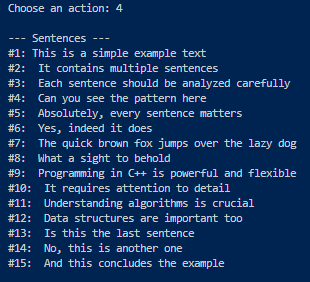 Choose an action: 4
--- Sentences ---
#1: This is a simple example text
#2:  It contains multiple sentences
#3:  Each sentence should be analyzed carefully
#4:  Can you see the pattern here
#5:  Absolutely, every sentence matters
#6:  Yes, indeed it does
#7:  The quick brown fox jumps over the lazy dog
#8:  What a sight to behold
#9:  Programming in C++ is powerful and flexible
#10:  It requires attention to detail
#11:  Understanding algorithms is crucial
#12:  Data structures are important too
#13:  Is this the last sentence
#14:  No, this is another one
#15:  And this concludes the example